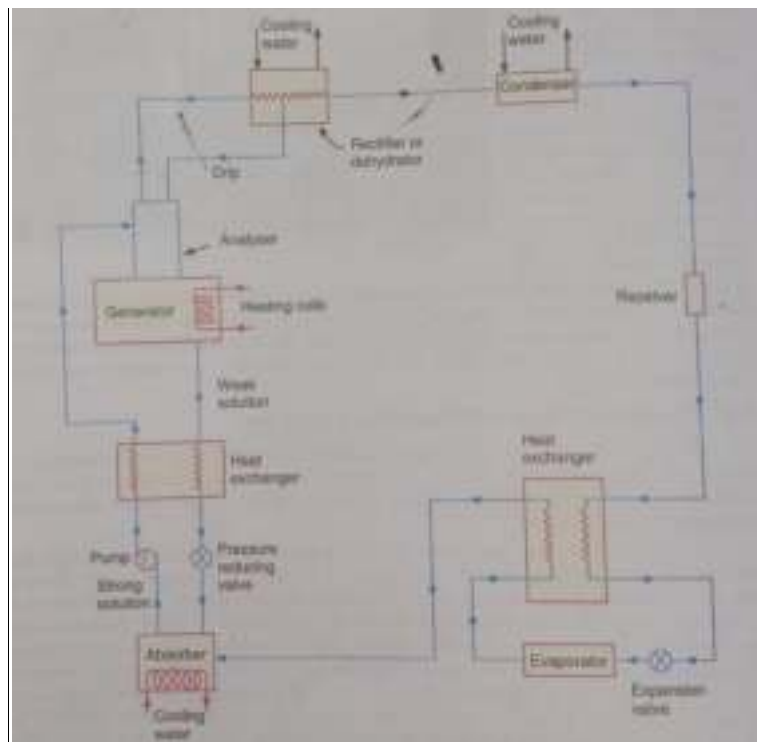 Cooling
water
Cooling
water
Condenser
Rectifier or
dehydrator
Drip
Analyser
Generator
Heating coils
Receiver
Weak
solution
Heat
exchanger
Heat
exchanger
Pump
Pressure
reducing
valve
Strong
solution
Absorber
Evaporator
Expansion
valve
Cooling
water